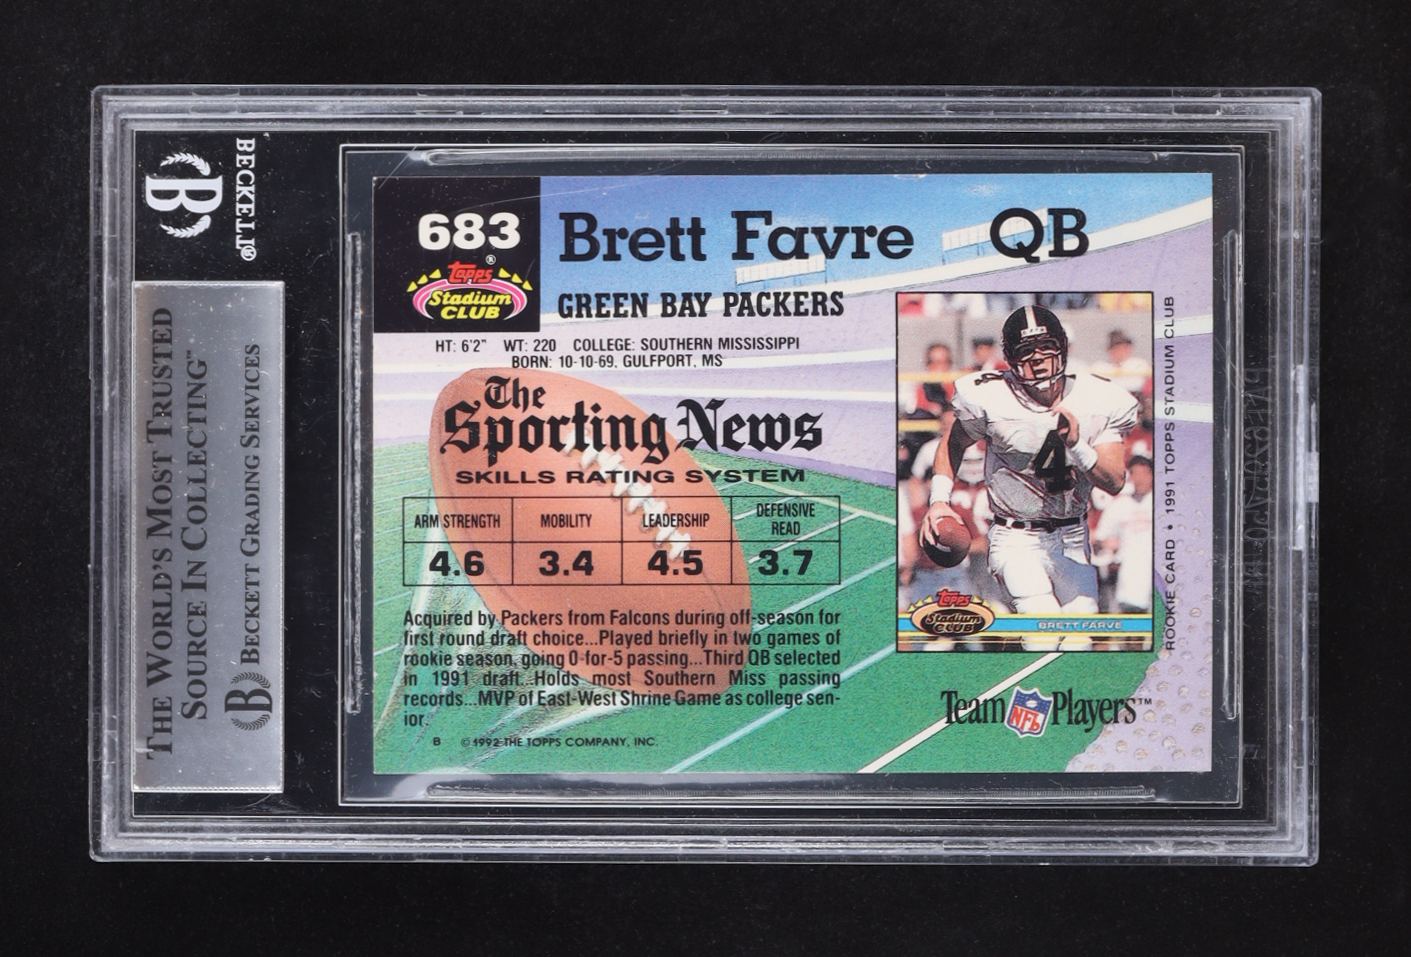 BECKETT®
B
THE WORLD'S MOST TRUSTED
SOURCE IN COLLECTING™
B BECKETT GRADING SERVICES
683
®
Topps
Stadium
CLUB
Brett Favre QB
GREEN BAY PACKERS
HT: 6'2" WT: 220 COLLEGE: SOUTHERN MISSISSIPPI
BORN: 10-10-69, GULFPORT, MS
The
Sporting News
SKILLS RATING SYSTEM
ARM STRENGTH MOBILITY LEADERSHIP DEFENSIVE READ
4.6 3.4 4.5 3.7
Acquired by Packers from Falcons during off-season for
first round draft choice...Played briefly in two games of
rookie season, going 0-for-5 passing...Third QB selected
in 1991 draft...Holds most Southern Miss passing
records...MVP of East-West Shrine Game as college sen-
ior.
B © 1992 THE TOPPS COMPANY, INC.
4
4
Topps
Stadium
CLUB
BRETT FARVE
ROOKIE CARD • 1991 TOPPS STADIUM CLUB
Team NFL Players™